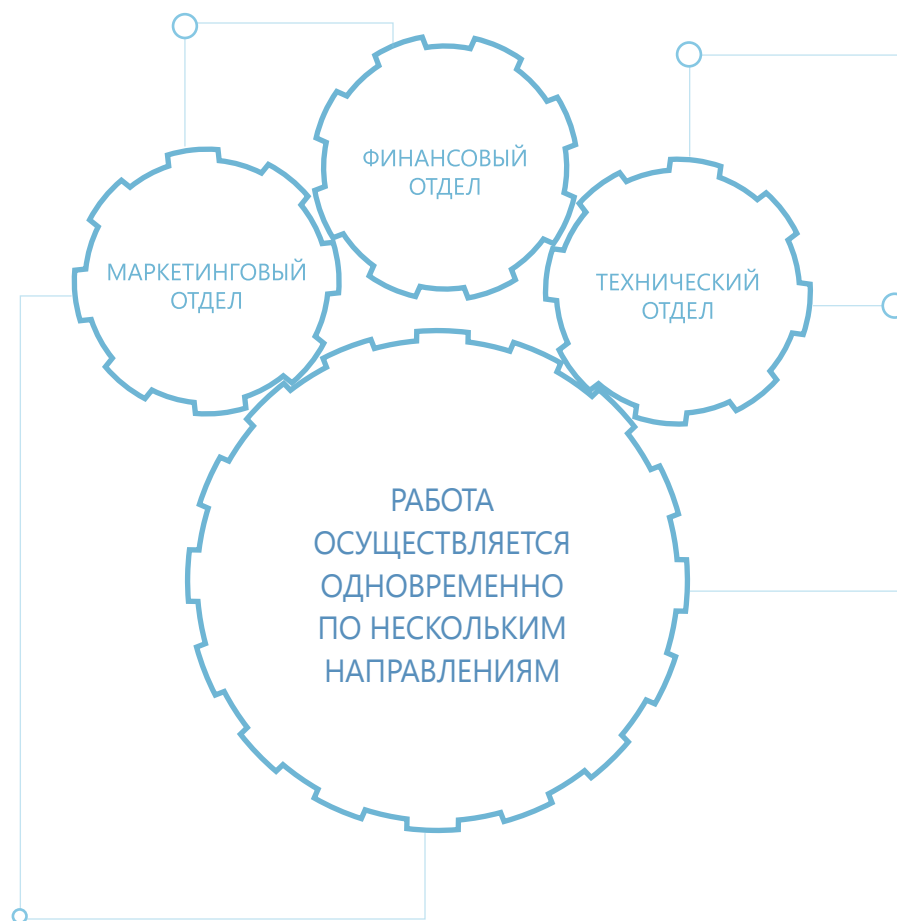 ФИНАНСОВЫЙ
ОТДЕЛ
МАРКЕТИНГОВЫЙ
ОТДЕЛ
ТЕХНИЧЕСКИЙ
ОТДЕЛ
РАБОТА
ОСУЩЕСТВЛЯЕТСЯ
ОДНОВРЕМЕННО
ПО НЕСКОЛЬКИМ
НАПРАВЛЕНИЯМ